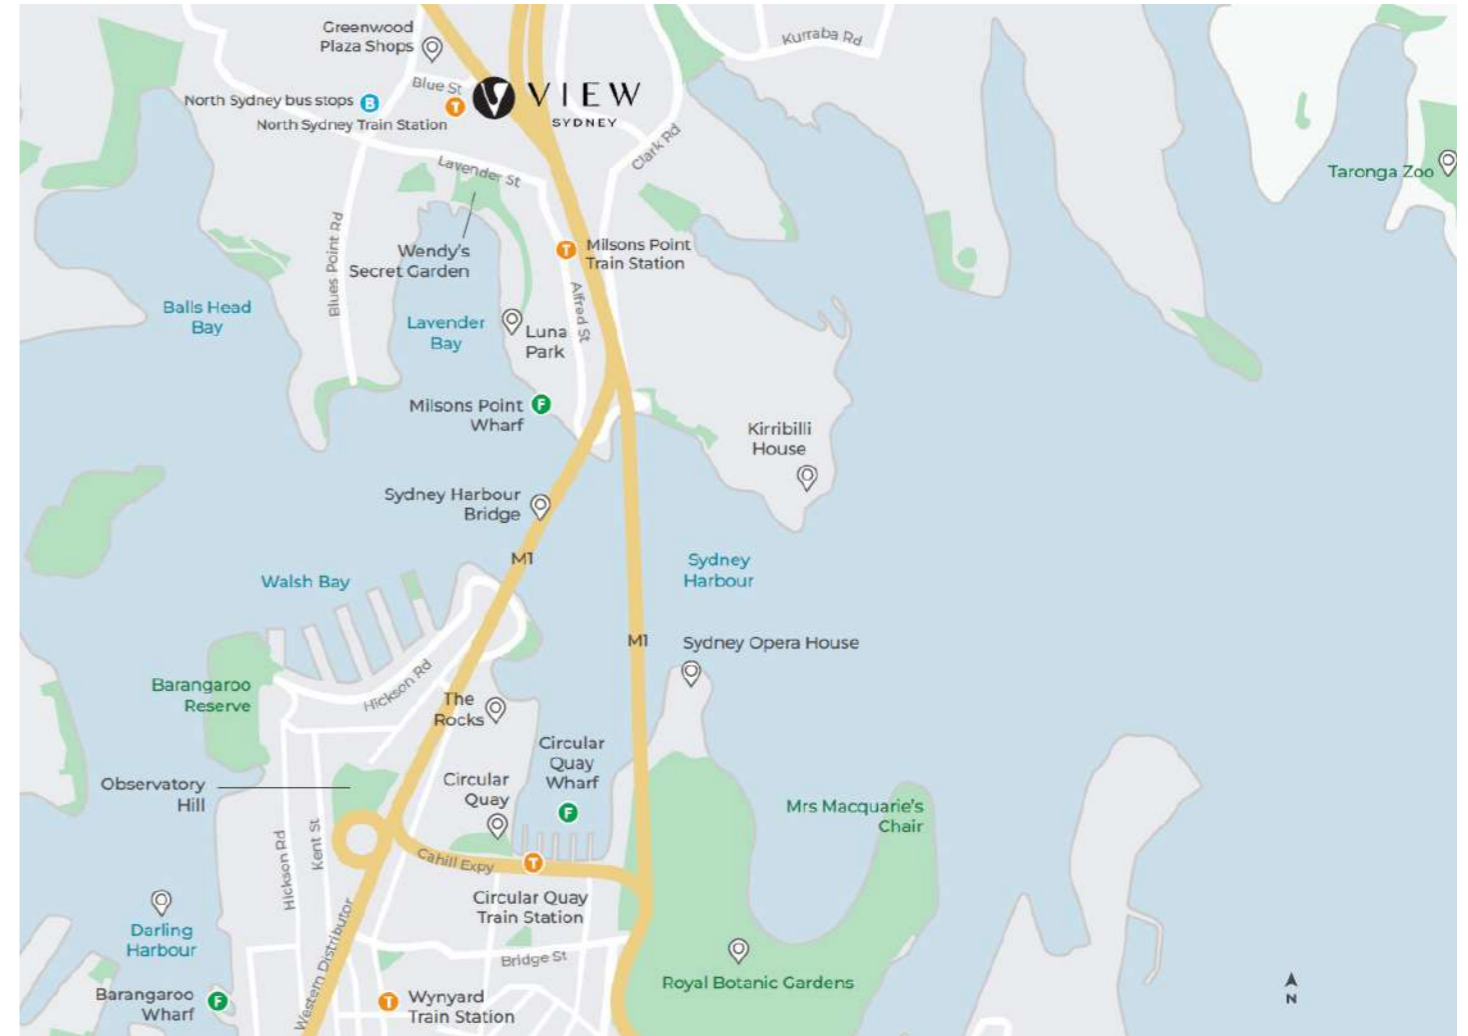 Greenwood
Plaza Shops
Kurraba Rd
Blue St
VIEW
SYDNEY
North Sydney bus stops B
T
North Sydney Train Station
Clark Rd
Lavender St
Taronga Zoo
Blues Point Rd
Wendy's
Secret Garden
T
Milsons Point
Train Station
Balls Head
Bay
Alfred St
Lavender
Bay
Luna
Park
Milsons Point
Wharf
F
Kirribilli
House
Sydney Harbour
Bridge
M1
Sydney
Harbour
Walsh Bay
M1
Sydney Opera House
Hickson Rd
Barangaroo
Reserve
The
Rocks
Circular
Quay
Wharf
F
Circular
Quay
Observatory
Hill
Mrs Macquarie's
Chair
Hickson Rd
Kent St
Cahill Expy
T
Circular Quay
Train Station
Darling
Harbour
Western Distributor
Bridge St
Royal Botanic Gardens
Barangaroo
Wharf
F
T
Wynyard
Train Station
N